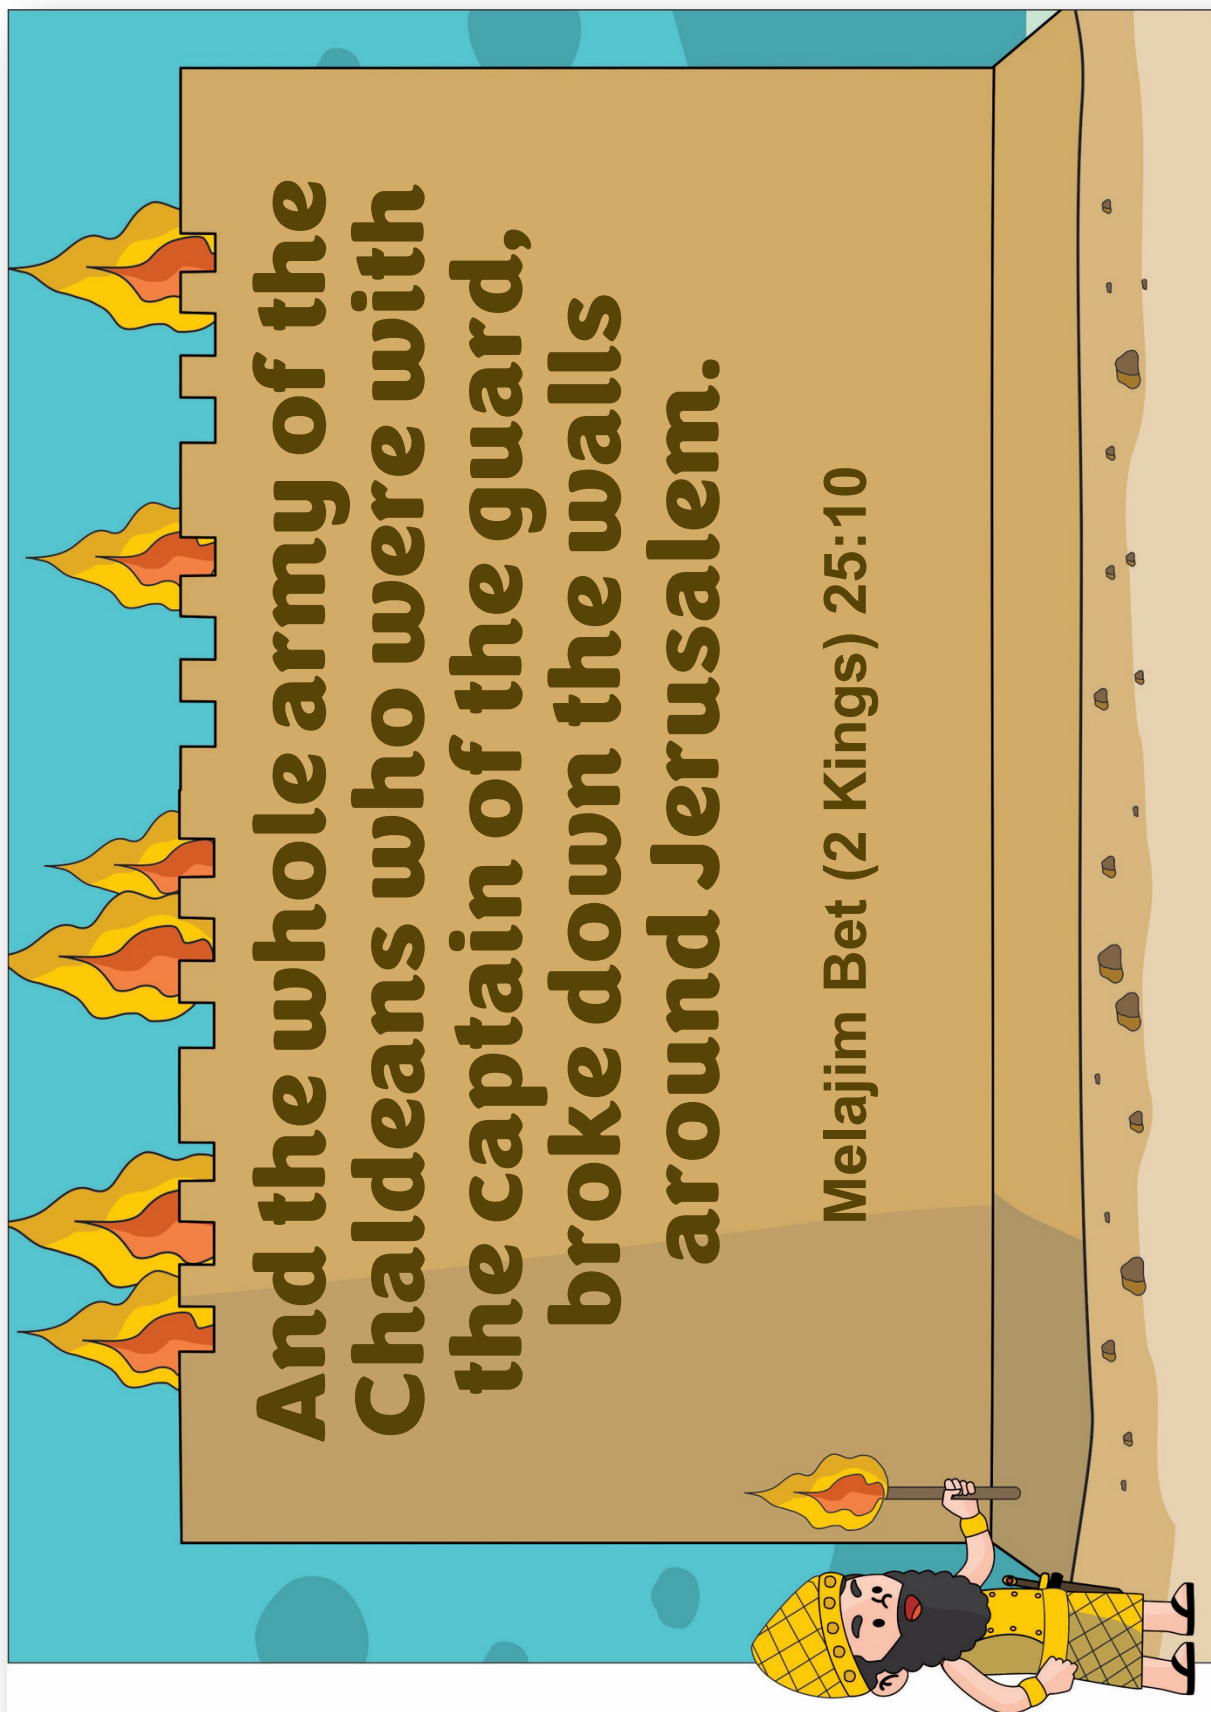 And the whole army of the
Chaldeans who were with
the captain of the guard,
broke down the walls
around Jerusalem.
Melajim Bet (2 Kings) 25:10